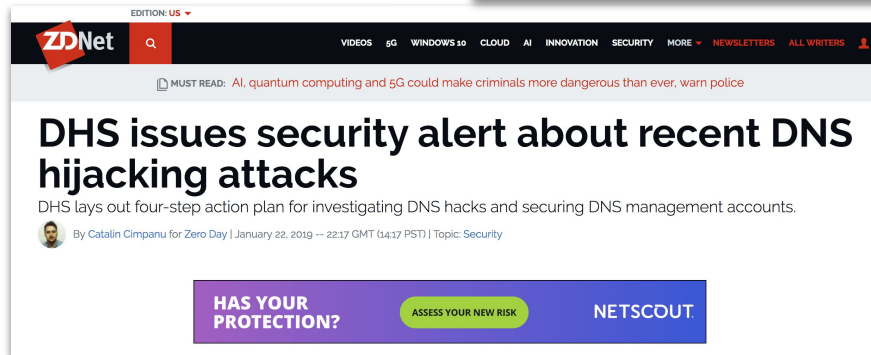 EDITION: US
ZDNet VIDEOS 5G WINDOWS 10 CLOUD AI INNOVATION SECURITY MORE NEWSLETTERS ALL WRITERS
MUST READ: AI, quantum computing and 5G could make criminals more dangerous than ever, warn police
DHS issues security alert about recent DNS
hijacking attacks
DHS lays out four-step action plan for investigating DNS hacks and securing DNS management accounts.
By Catalin Cimpanu for Zero Day | January 22, 2019 -- 22:17 GMT (14:17 PST) | Topic: Security
HAS YOUR
PROTECTION?
ASSESS YOUR NEW RISK
NETSCOUT.